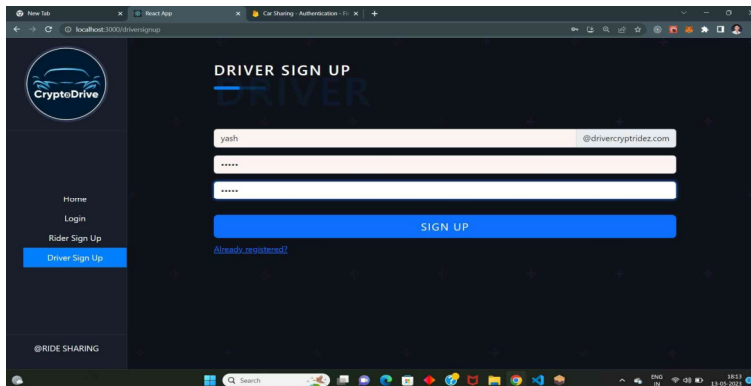 New Tab
React App
Car Sharing - Authentication - Fi
localhost:3000/driversignup
CryptoDrive
DRIVER SIGN UP
DRIVER
yash
@drivercryptridez.com
•••••
•••••
SIGN UP
Already registered?
Home
Login
Rider Sign Up
Driver Sign Up
@RIDE SHARING
Search
ENG
IN
18:13
13-05-2023